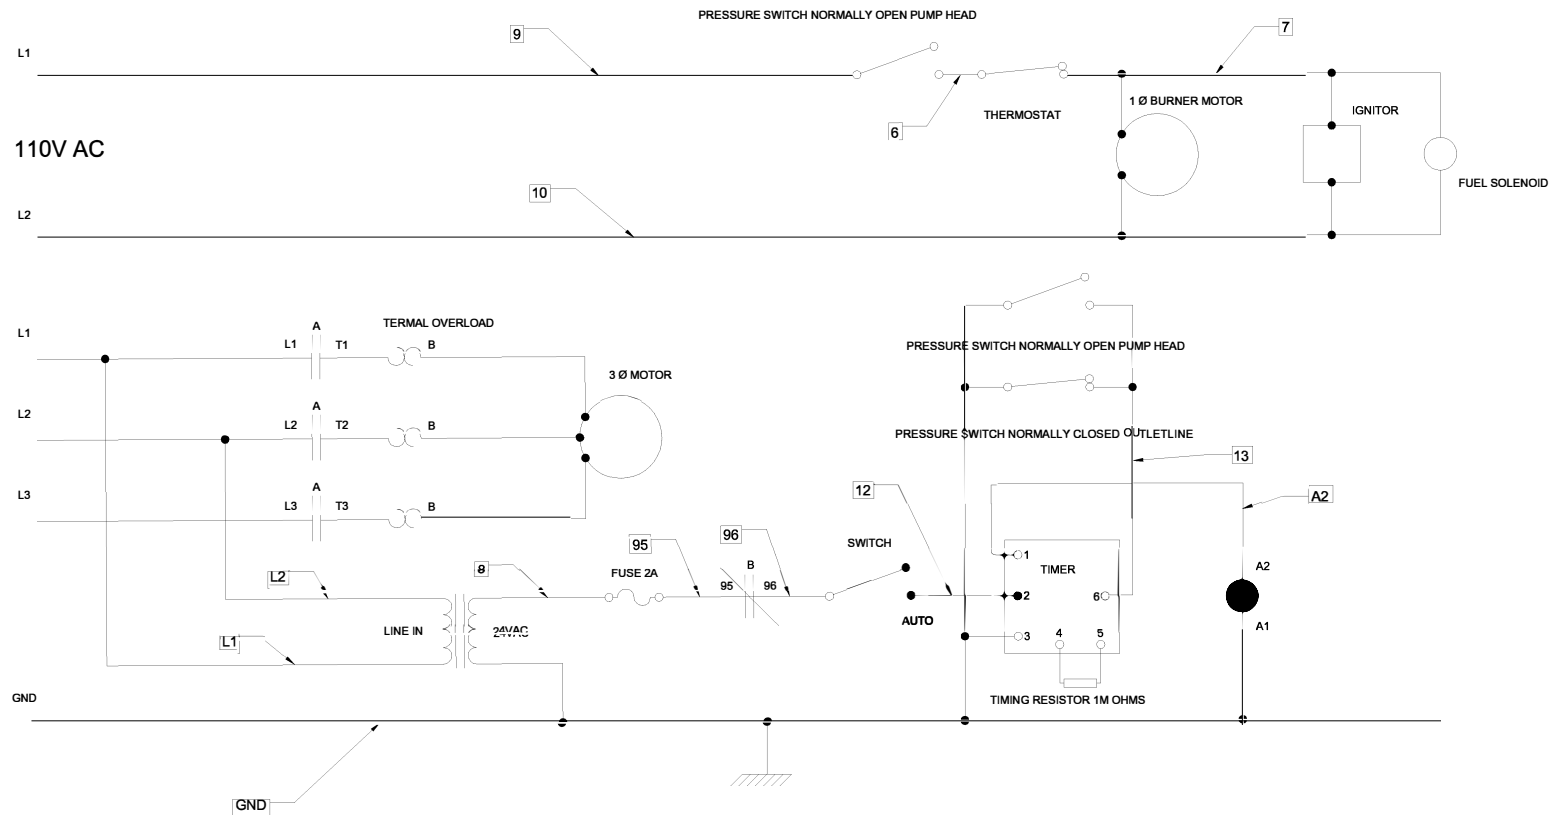 PRESSURE SWITCH NORMALLY OPEN PUMP HEAD
9
7
L1
6
THERMOSTAT
1 Ø BURNER MOTOR
IGNITOR
110V AC
10
FUEL SOLENOID
L2
L1
A
L1
T1
TERMAL OVERLOAD
B
PRESSURE SWITCH NORMALLY OPEN PUMP HEAD
3 Ø MOTOR
L2
A
L2
T2
B
PRESSURE SWITCH NORMALLY CLOSED OUTLETLINE
13
L3
A
L3
T3
B
12
A2
95
96
SWITCH
L2
8
FUSE 2A
95
B
96
1
TIMER
A2
2
6
AUTO
LINE IN
24VAC
L1
3
4
5
A1
GND
TIMING RESISTOR 1M OHMS
GND